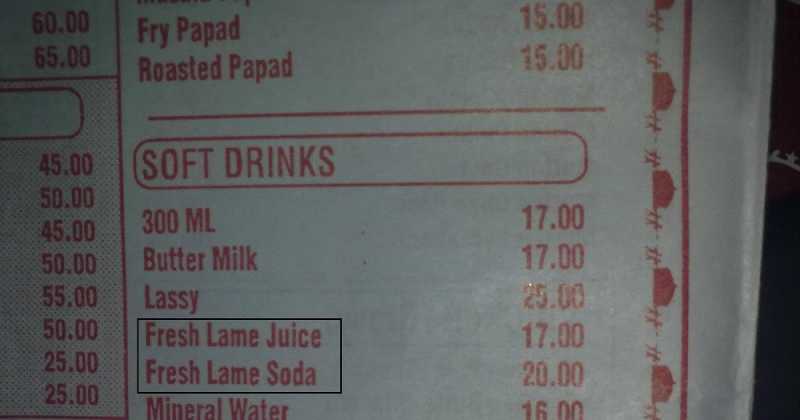 60.00
65.00
45.00
50.00
45.00
50.00
55.00
50.00
25.00
25.00
15.00
Fry Papad
Roasted Papad 15.00
SOFT DRINKS
300 ML 17.00
Butter Milk 17.00
Lassy 25.00
Fresh Lame Juice 17.00
Fresh Lame Soda 20.00
Mineral Water 16.00